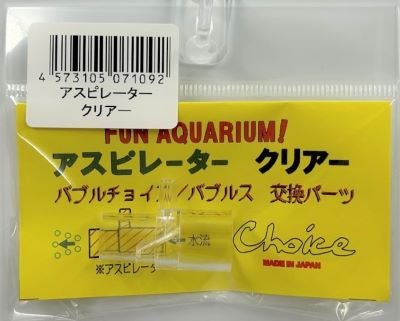 4 573105 071092
アスピレーター
クリアー
FUN AQUARIUM!
アスピレーター クリアー
バブルチョイス/バブルス 交換パーツ
水流
Choice
MADE IN JAPAN
※アスピレータ